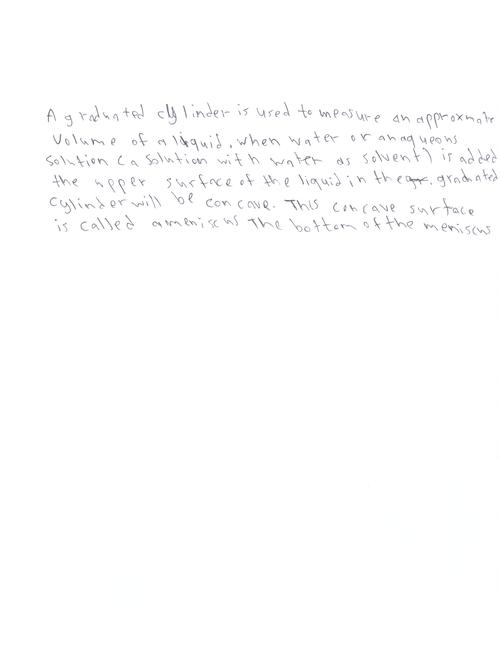 A graduated cylinder is used to measure an approxmate
Volume of a liquid, when water or anaqueous
Solution (a Solution with water as solvent) is added
the upper surface of the liquid in the graduated
Cylinder will be concave. This concave surface
is called a meniscus The bottom of the meniscus